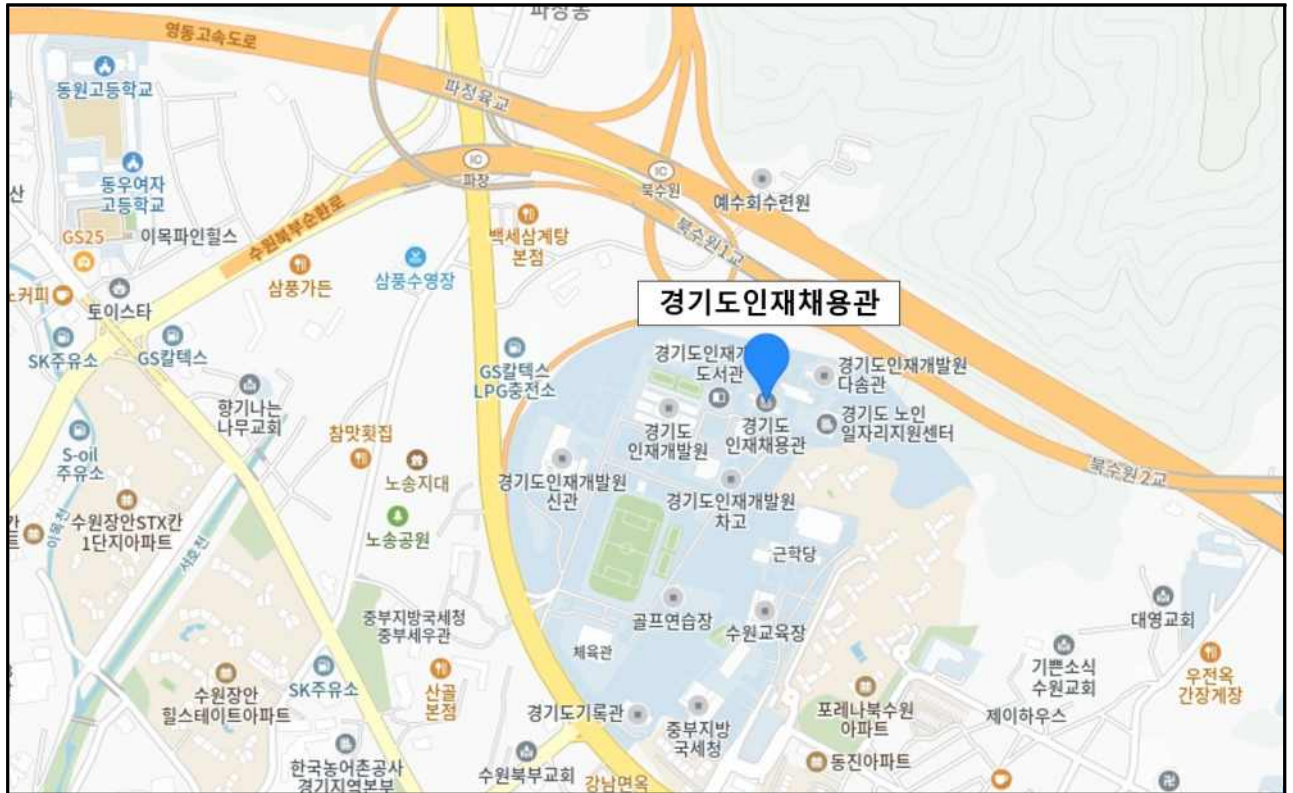 파장동
영동고속도로
동원고등학교
파정육교
IC
파장
IC
북수원
예수회수련원
동우여자
고등학교
산
GS25
이목파인힐스
수원북부순환로
백세삼계탕
본점
북수원1교
삼풍가든
삼풍수영장
노커피
토이스타
경기도인재채용관
SK주유소
GS칼텍스
GS칼텍스
LPG충전소
경기도인재개
도서관
경기도인재개발원
다솜관
향기나는
나무교회
경기도
인재개발원
경기도
인재채용관
경기도 노인
일자리지원센터
S-oil
주유소
참맛횟집
노송지대
경기도인재개발원
신관
경기도인재개발원
차고
북수원2교
이목천
수원장안STX칸
1단지아파트
칸
트
서호천
노송공원
근학당
중부지방국세청
중부세우관
골프연습장
수원교육장
대영교회
체육관
기쁜소식
수원교회
우전옥
간장게장
수원장안
힐스테이트아파트
SK주유소
산골
본점
경기도기록관
중부지방
국세청
포레나북수원
아파트
제이하우스
한국농어촌공사
경기지역본부
수원북부교회
강남면옥
동진아파트